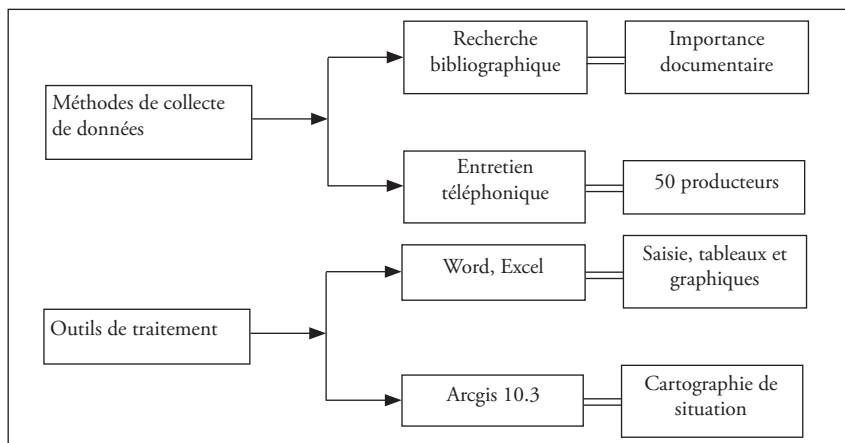 Recherche
bibliographique
Importance
documentaire
Méthodes de collecte
de données
Entretien
téléphonique
50 producteurs
Word, Excel
Saisie, tableaux et
graphiques
Outils de traitement
Arcgis 10.3
Cartographie de
situation